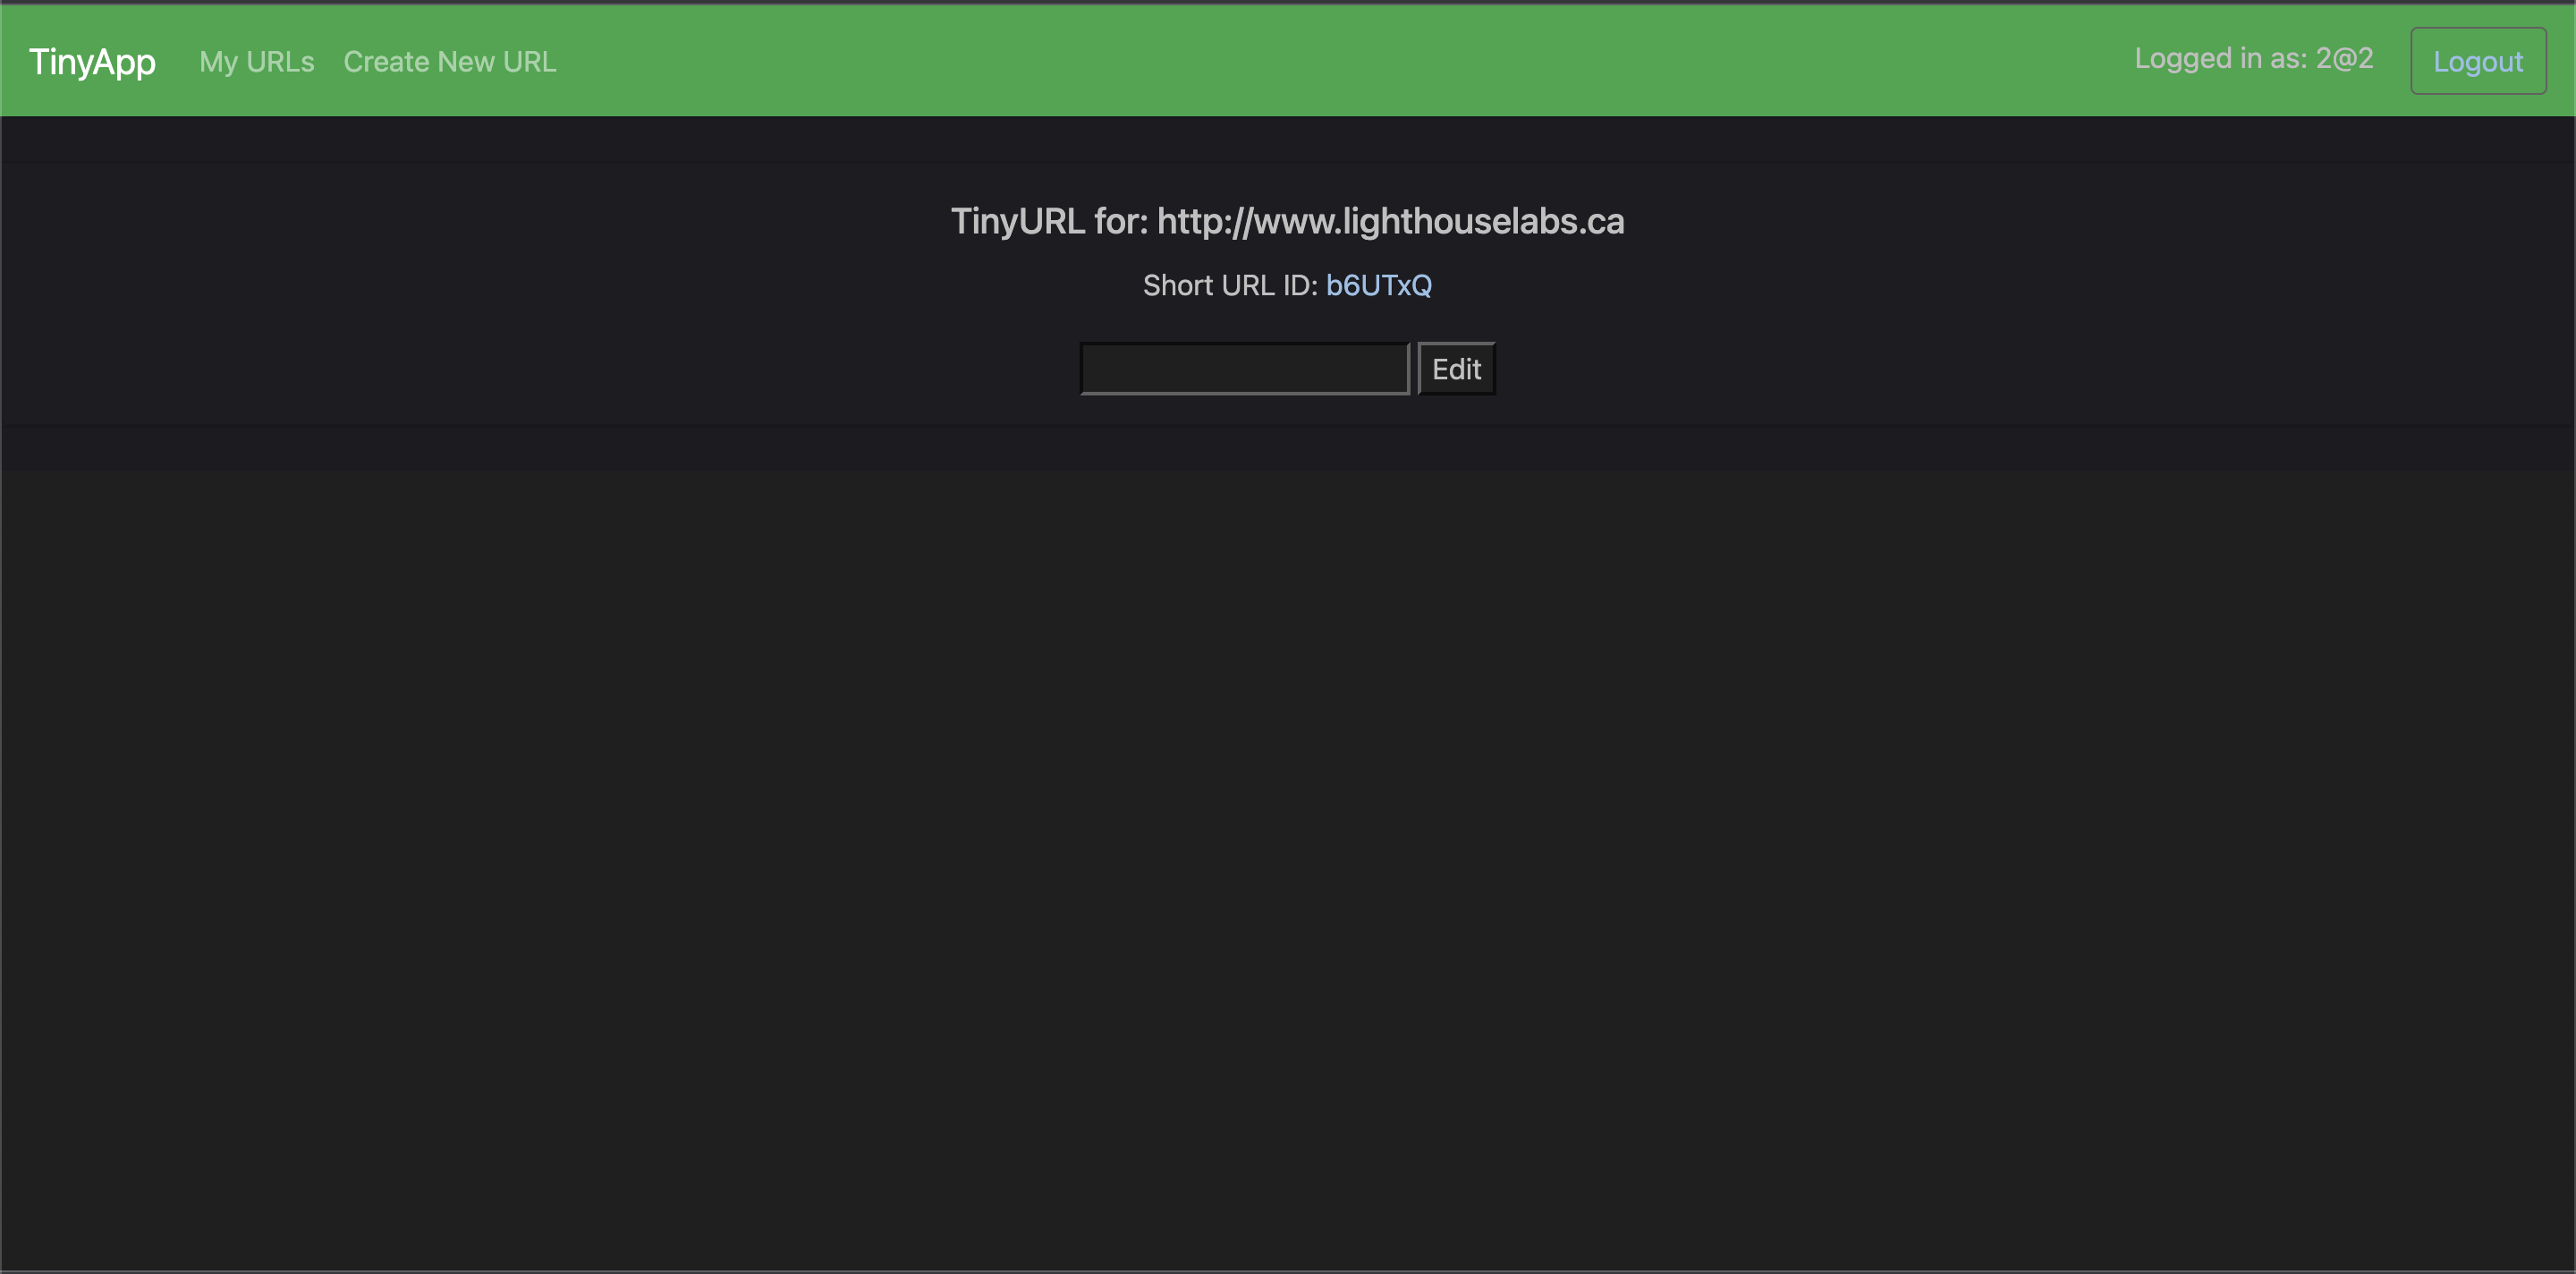 TinyApp My URLs Create New URL Logged in as: 2@2 Logout
TinyURL for: http://www.lighthouselabs.ca
Short URL ID: b6UTxQ
Edit